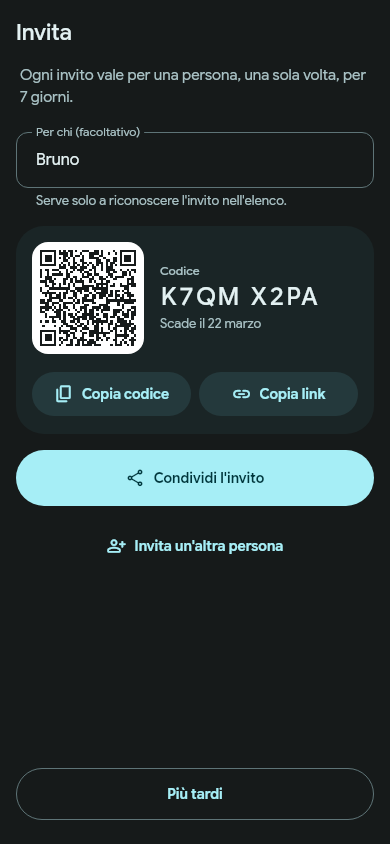 Invita
Ogni invito vale per una persona, una sola volta, per
7 giorni.
Per chi (facoltativo)
Bruno
Serve solo a riconoscere l'invito nell'elenco.
Codice
K7QM X2PA
Scade il 22 marzo
Copia codice
Copia link
Condividi l'invito
Invita un'altra persona
Più tardi